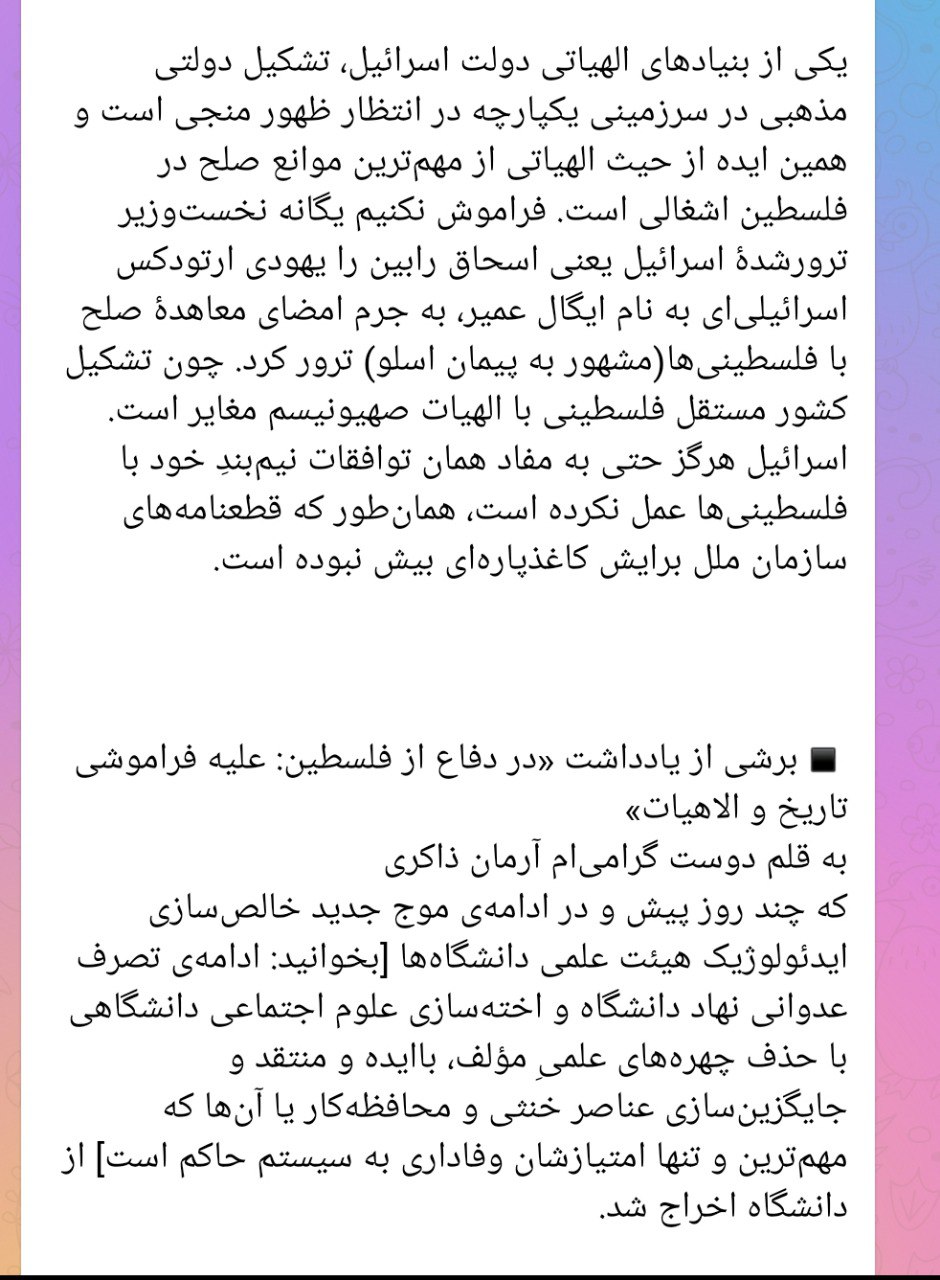 یکی از بنیادهای الهیاتی دولت اسرائیل، تشکیل دولتی
مذهبی در سرزمینی یکپارچه در انتظار ظهور منجی است و
همین ایده از حیث الهیاتی از مهم‌ترین موانع صلح در
فلسطین اشغالی است. فراموش نکنیم یگانه نخست‌وزیر
ترورشدهٔ اسرائیل یعنی اسحاق رابین را یهودی ارتودکس
اسرائیلی‌ای به نام ایگال عمیر، به جرم امضای معاهدهٔ صلح
با فلسطینی‌ها(مشهور به پیمان اسلو) ترور کرد. چون تشکیل
کشور مستقل فلسطینی با الهیات صهیونیسم مغایر است.
اسرائیل هرگز حتی به مفاد همان توافقات نیم‌بندِ خود با
فلسطینی‌ها عمل نکرده است، همان‌طور که قطعنامه‌های
سازمان ملل برایش کاغذپاره‌ای بیش نبوده است.
◾️ برشی از یادداشت «در دفاع از فلسطین: علیه فراموشی
تاریخ و الاهیات»
به قلم دوست گرامی‌ام آرمان ذاکری
که چند روز پیش و در ادامه‌ی موج جدید خالص‌سازی
ایدئولوژیک هیئت علمی دانشگاه‌ها [بخوانید: ادامه‌ی تصرف
عدوانی نهاد دانشگاه و اخته‌سازی علوم اجتماعی دانشگاهی
با حذف چهره‌های علمیِ مؤلف، باایده و منتقد و
جایگزین‌سازی عناصر خنثی و محافظه‌کار یا آن‌ها که
مهم‌ترین و تنها امتیازشان وفاداری به سیستم حاکم است] از
دانشگاه اخراج شد.